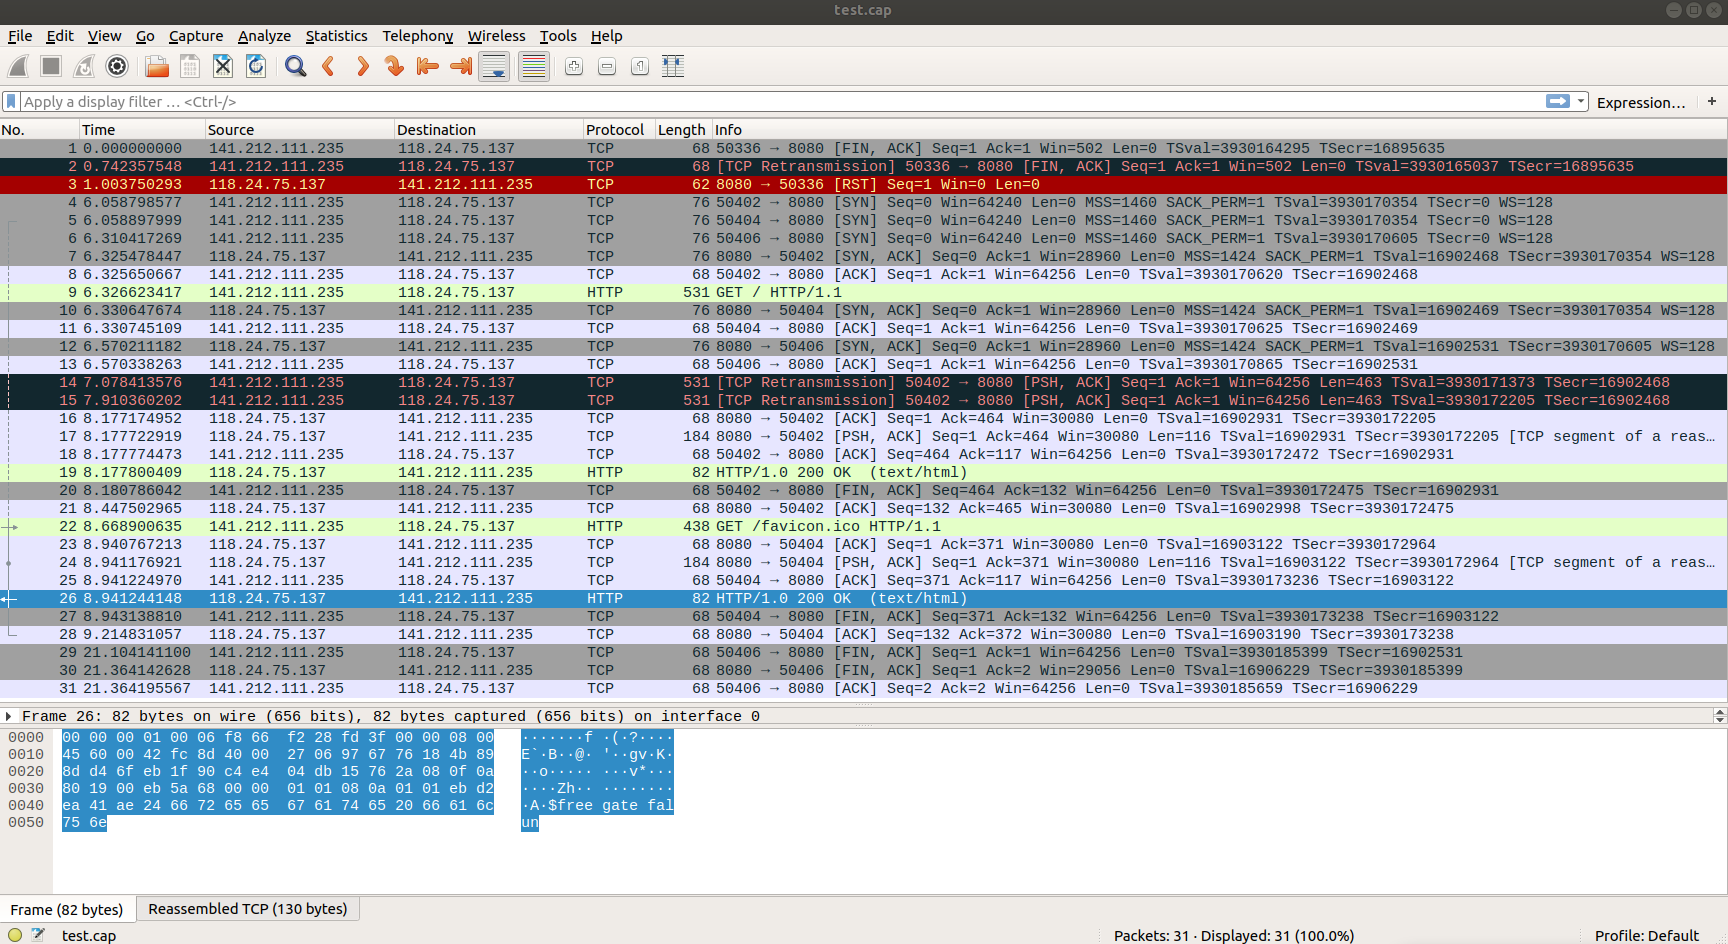 test.cap
File Edit View Go Capture Analyze Statistics Telephony Wireless Tools Help
Apply a display filter … <Ctrl-/> Expression… +
No. Time Source Destination Protocol Length Info
1 0.000000000 141.212.111.235 118.24.75.137 TCP 68 50336 → 8080 [FIN, ACK] Seq=1 Ack=1 Win=502 Len=0 TSval=3930164295 TSecr=16895635
2 0.742357548 141.212.111.235 118.24.75.137 TCP 68 [TCP Retransmission] 50336 → 8080 [FIN, ACK] Seq=1 Ack=1 Win=502 Len=0 TSval=3930165037 TSecr=16895635
3 1.003750293 118.24.75.137 141.212.111.235 TCP 62 8080 → 50336 [RST] Seq=1 Win=0 Len=0
4 6.058798577 141.212.111.235 118.24.75.137 TCP 76 50402 → 8080 [SYN] Seq=0 Win=64240 Len=0 MSS=1460 SACK_PERM=1 TSval=3930170354 TSecr=0 WS=128
5 6.058897999 141.212.111.235 118.24.75.137 TCP 76 50404 → 8080 [SYN] Seq=0 Win=64240 Len=0 MSS=1460 SACK_PERM=1 TSval=3930170354 TSecr=0 WS=128
6 6.310417269 141.212.111.235 118.24.75.137 TCP 76 50406 → 8080 [SYN] Seq=0 Win=64240 Len=0 MSS=1460 SACK_PERM=1 TSval=3930170605 TSecr=0 WS=128
7 6.325478447 118.24.75.137 141.212.111.235 TCP 76 8080 → 50402 [SYN, ACK] Seq=0 Ack=1 Win=28960 Len=0 MSS=1424 SACK_PERM=1 TSval=16902468 TSecr=3930170354 WS=128
8 6.325650667 141.212.111.235 118.24.75.137 TCP 68 50402 → 8080 [ACK] Seq=1 Ack=1 Win=64256 Len=0 TSval=3930170620 TSecr=16902468
9 6.326623417 141.212.111.235 118.24.75.137 HTTP 531 GET / HTTP/1.1
10 6.330647674 118.24.75.137 141.212.111.235 TCP 76 8080 → 50404 [SYN, ACK] Seq=0 Ack=1 Win=28960 Len=0 MSS=1424 SACK_PERM=1 TSval=16902469 TSecr=3930170354 WS=128
11 6.330745109 141.212.111.235 118.24.75.137 TCP 68 50404 → 8080 [ACK] Seq=1 Ack=1 Win=64256 Len=0 TSval=3930170625 TSecr=16902469
12 6.570211182 118.24.75.137 141.212.111.235 TCP 76 8080 → 50406 [SYN, ACK] Seq=0 Ack=1 Win=28960 Len=0 MSS=1424 SACK_PERM=1 TSval=16902531 TSecr=3930170605 WS=128
13 6.570338263 141.212.111.235 118.24.75.137 TCP 68 50406 → 8080 [ACK] Seq=1 Ack=1 Win=64256 Len=0 TSval=3930170865 TSecr=16902531
14 7.078413576 141.212.111.235 118.24.75.137 TCP 531 [TCP Retransmission] 50402 → 8080 [PSH, ACK] Seq=1 Ack=1 Win=64256 Len=463 TSval=3930171373 TSecr=16902468
15 7.910360202 141.212.111.235 118.24.75.137 TCP 531 [TCP Retransmission] 50402 → 8080 [PSH, ACK] Seq=1 Ack=1 Win=64256 Len=463 TSval=3930172205 TSecr=16902468
16 8.177174952 118.24.75.137 141.212.111.235 TCP 68 8080 → 50402 [ACK] Seq=1 Ack=464 Win=30080 Len=0 TSval=16902931 TSecr=3930172205
17 8.177722919 118.24.75.137 141.212.111.235 TCP 184 8080 → 50402 [PSH, ACK] Seq=1 Ack=464 Win=30080 Len=116 TSval=16902931 TSecr=3930172205 [TCP segment of a reas…
18 8.177774473 141.212.111.235 118.24.75.137 TCP 68 50402 → 8080 [ACK] Seq=464 Ack=117 Win=64256 Len=0 TSval=3930172472 TSecr=16902931
19 8.177800409 118.24.75.137 141.212.111.235 HTTP 82 HTTP/1.0 200 OK (text/html)
20 8.180786042 141.212.111.235 118.24.75.137 TCP 68 50402 → 8080 [FIN, ACK] Seq=464 Ack=132 Win=64256 Len=0 TSval=3930172475 TSecr=16902931
21 8.447502965 118.24.75.137 141.212.111.235 TCP 68 8080 → 50402 [ACK] Seq=132 Ack=465 Win=30080 Len=0 TSval=16902998 TSecr=3930172475
22 8.668900635 141.212.111.235 118.24.75.137 HTTP 438 GET /favicon.ico HTTP/1.1
23 8.940767213 118.24.75.137 141.212.111.235 TCP 68 8080 → 50404 [ACK] Seq=1 Ack=371 Win=30080 Len=0 TSval=16903122 TSecr=3930172964
24 8.941176921 118.24.75.137 141.212.111.235 TCP 184 8080 → 50404 [PSH, ACK] Seq=1 Ack=371 Win=30080 Len=116 TSval=16903122 TSecr=3930172964 [TCP segment of a reas…
25 8.941224970 141.212.111.235 118.24.75.137 TCP 68 50404 → 8080 [ACK] Seq=371 Ack=117 Win=64256 Len=0 TSval=3930173236 TSecr=16903122
26 8.941244148 118.24.75.137 141.212.111.235 HTTP 82 HTTP/1.0 200 OK (text/html)
27 8.943138810 141.212.111.235 118.24.75.137 TCP 68 50404 → 8080 [FIN, ACK] Seq=371 Ack=132 Win=64256 Len=0 TSval=3930173238 TSecr=16903122
28 9.214831057 118.24.75.137 141.212.111.235 TCP 68 8080 → 50404 [ACK] Seq=132 Ack=372 Win=30080 Len=0 TSval=16903190 TSecr=3930173238
29 21.104141100 141.212.111.235 118.24.75.137 TCP 68 50406 → 8080 [FIN, ACK] Seq=1 Ack=1 Win=64256 Len=0 TSval=3930185399 TSecr=16902531
30 21.364142628 118.24.75.137 141.212.111.235 TCP 68 8080 → 50406 [FIN, ACK] Seq=1 Ack=2 Win=29056 Len=0 TSval=16906229 TSecr=3930185399
31 21.364195567 141.212.111.235 118.24.75.137 TCP 68 50406 → 8080 [ACK] Seq=2 Ack=2 Win=64256 Len=0 TSval=3930185659 TSecr=16906229
Frame 26: 82 bytes on wire (656 bits), 82 bytes captured (656 bits) on interface 0
0000 00 00 00 01 00 06 f8 66 f2 28 fd 3f 00 00 08 00 ·······f ·(·?····
0010 45 60 00 42 fc 8d 40 00 27 06 97 67 76 18 4b 89 E`·B··@· '··gv·K·
0020 8d d4 6f eb 1f 90 c4 e4 04 db 15 76 2a 08 0f 0a ··o····· ···v*···
0030 80 19 00 eb 5a 68 00 00 01 01 08 0a 01 01 eb d2 ····Zh·· ········
0040 ea 41 ae 24 66 72 65 65 67 61 74 65 20 66 61 6c ·A·$free gate fal
0050 75 6e un
Frame (82 bytes) Reassembled TCP (130 bytes)
test.cap Packets: 31 · Displayed: 31 (100.0%) Profile: Default